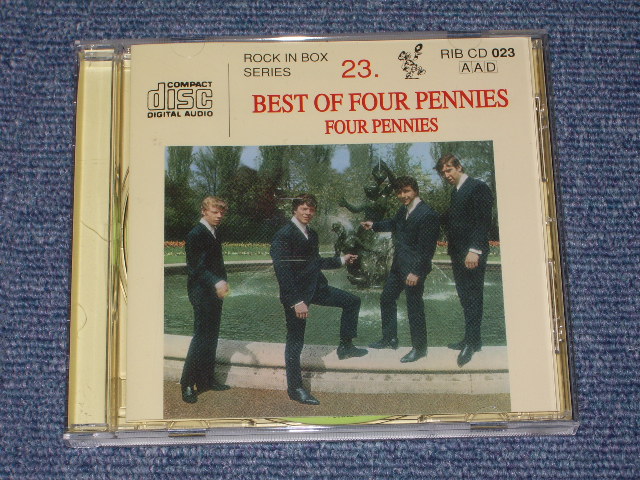 COMPACT
disc
DIGITAL AUDIO
ROCK IN BOX
SERIES
23.
RIB CD 023
AAD
BEST OF FOUR PENNIES
FOUR PENNIES